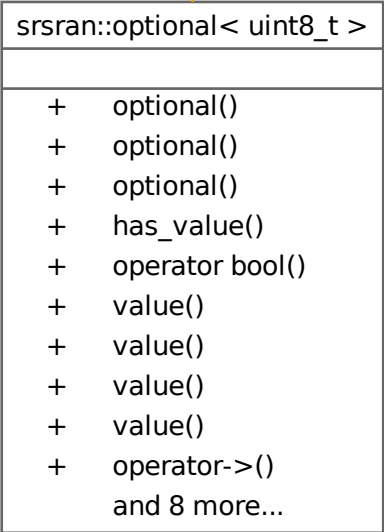 srsran::optional< uint8_t >
+ optional()
+ optional()
+ optional()
+ has_value()
+ operator bool()
+ value()
+ value()
+ value()
+ value()
+ operator->()
and 8 more...